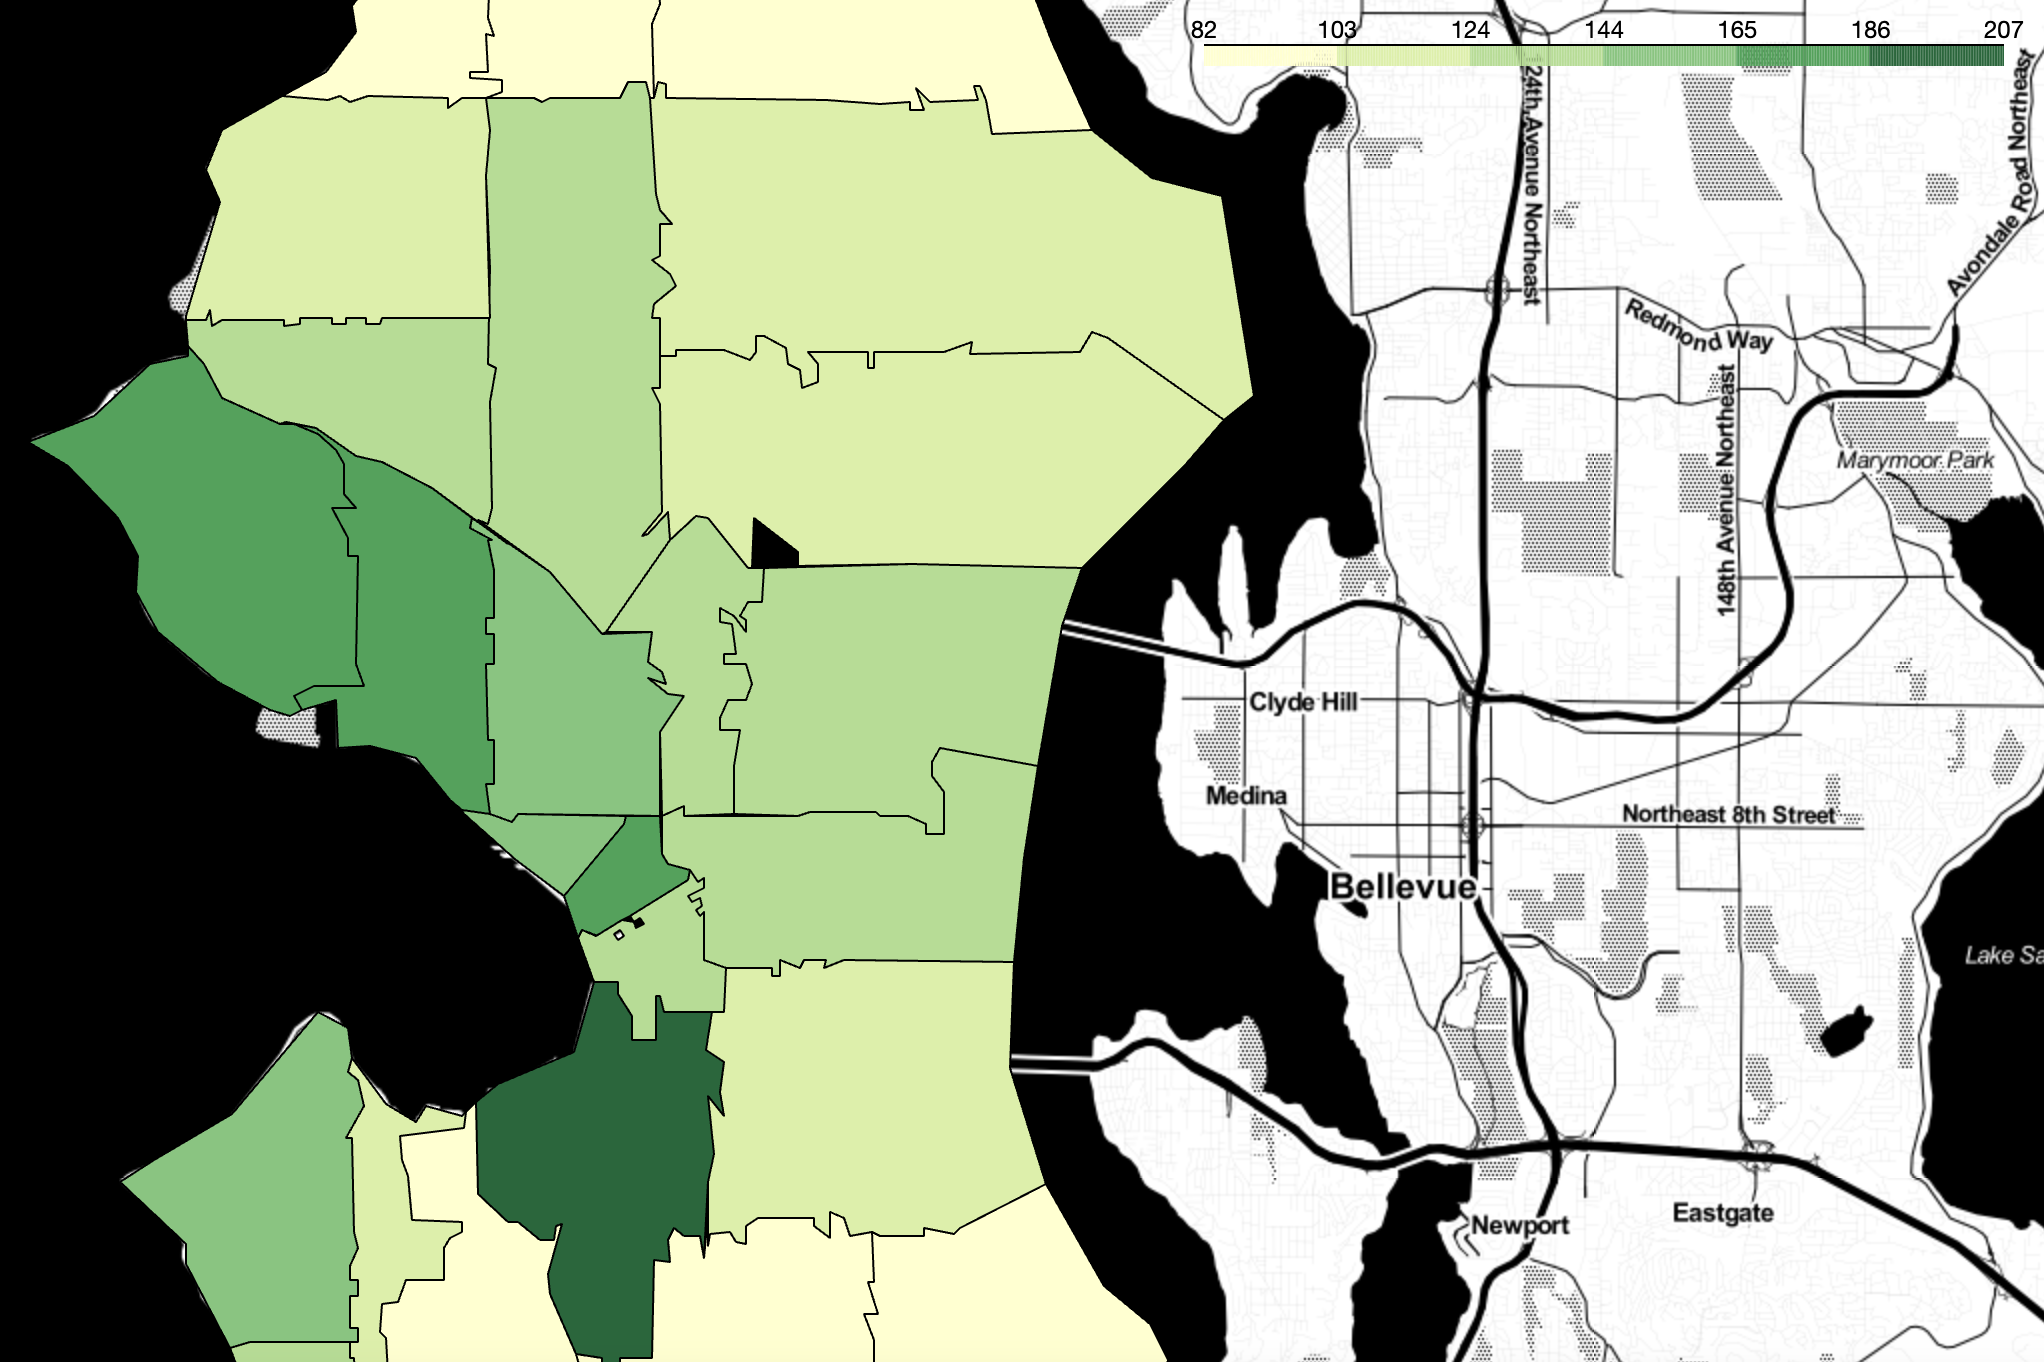 82 103 124 144 165 186 207
24th Avenue Northeast
Avondale Road Northeast
Redmond Way
148th Avenue Northeast
Marymoor Park
Clyde Hill
Medina
Northeast 8th Street
Bellevue
Lake Sa
Newport
Eastgate